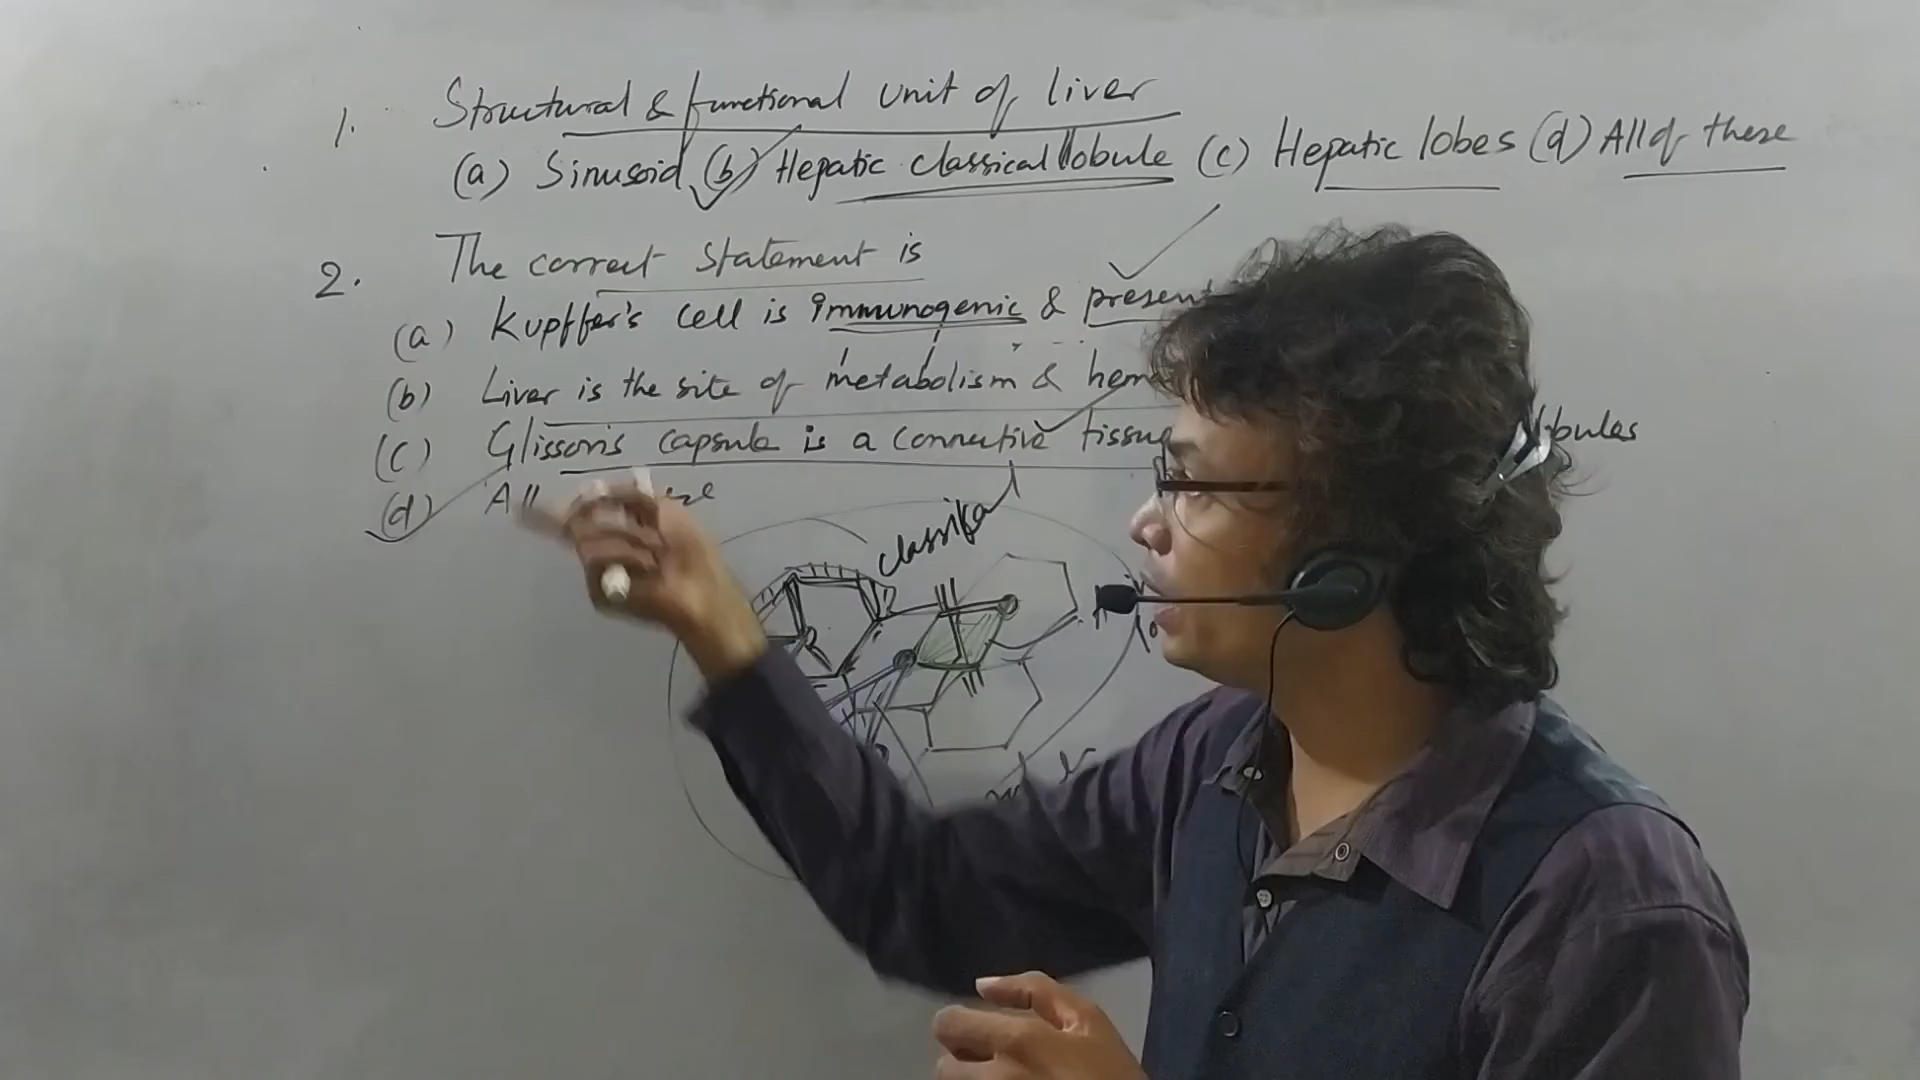 1. Structural & functional unit of liver
(a) Sinusoid (b) Hepatic classical lobule (c) Hepatic lobes (d) All of these
2. The correct statement is
(a) Kupffer's cell is immunogenic & present
(b) Liver is the site of metabolism & hem
(c) Glisson's capsule is a connective tissue lobules
(d) All
classical